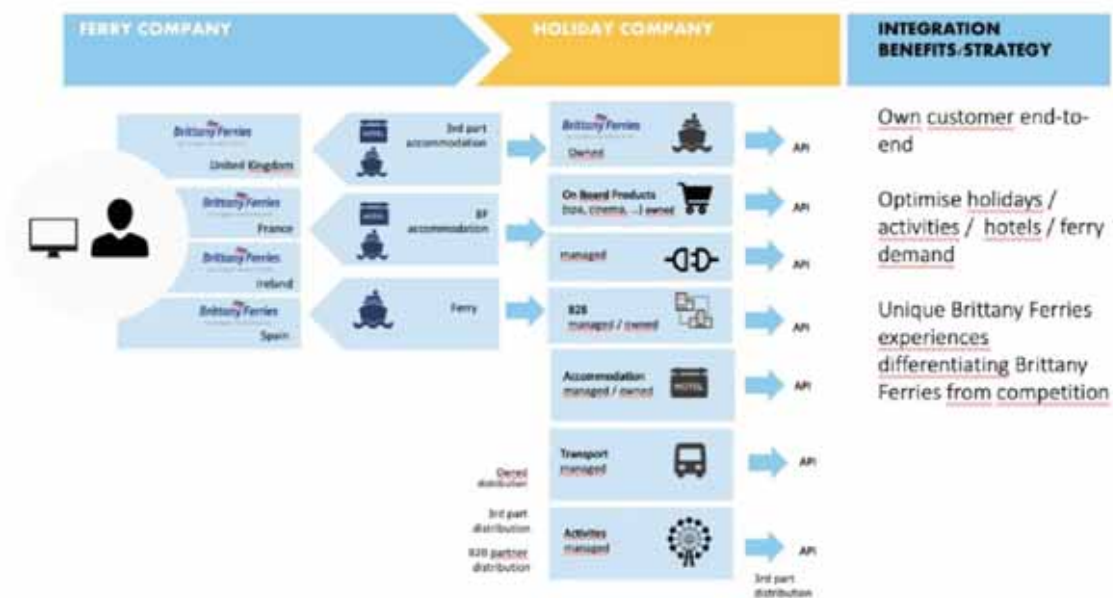 FERRY COMPANY
HOLIDAY COMPANY
INTEGRATION
BENEFITS/STRATEGY
Brittany Ferries
United Kingdom
Brittany Ferries
France
Brittany Ferries
Ireland
Brittany Ferries
Spain
HOTEL
3rd part
accommodation
HOTEL
BF
accommodation
Ferry
Brittany Ferries
Owned
API
On Board Products
(spa, cinema, ...) owned
API
managed
API
B2B
managed / owned
API
Accommodation
managed / owned
HOTEL
API
Transport
managed
API
Activites
managed
API
Owned
distribution
3rd part
distribution
B2B partner
distribution
3rd part
distribution
Own customer end-to-
end
Optimise holidays /
activities / hotels / ferry
demand
Unique Brittany Ferries
experiences
differentiating Brittany
Ferries from competition